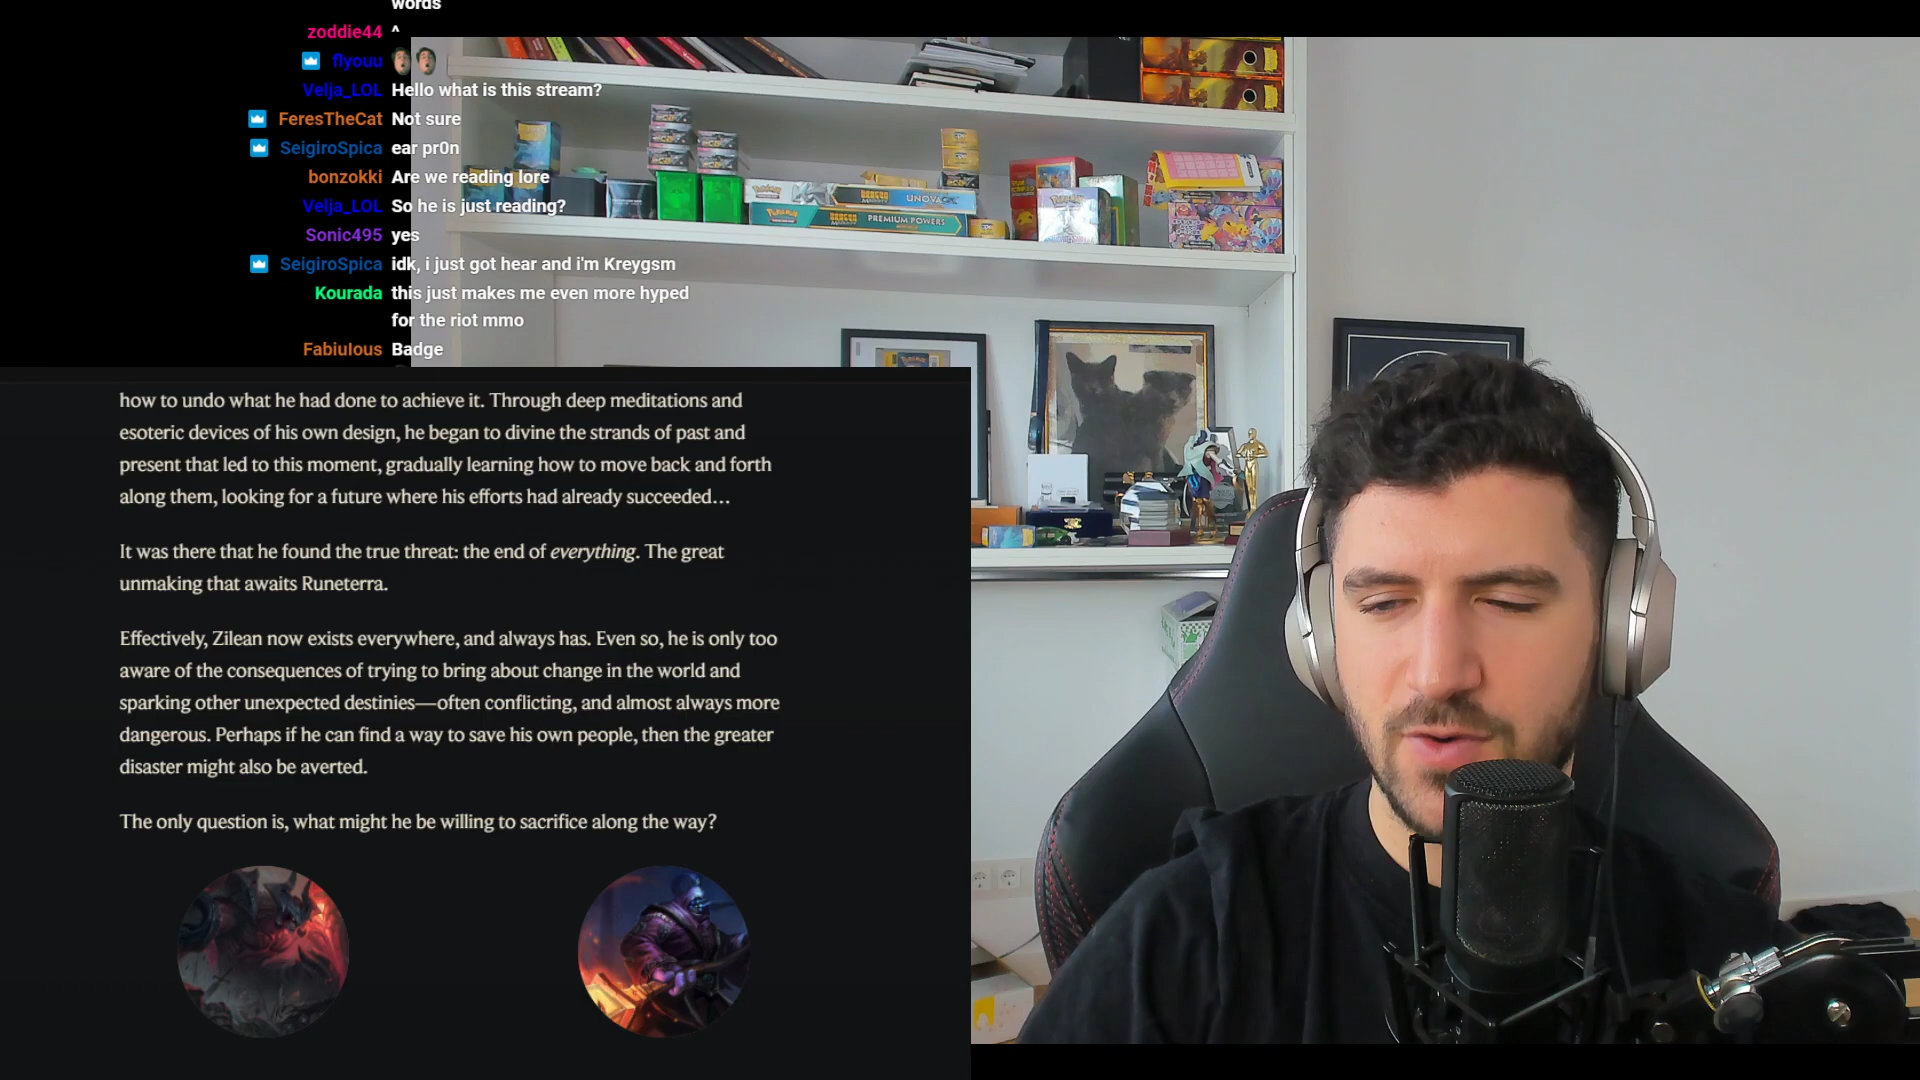 words
zoddie44 ^
flyouu
Velja_LOL Hello what is this stream?
FeresTheCat Not sure
SeigiroSpica ear pr0n
bonzokki Are we reading lore
Velja_LOL So he is just reading?
Sonic495 yes
SeigiroSpica idk, i just got hear and i'm Kreygsm
Kourada this just makes me even more hyped
for the riot mmo
FabiuIous Badge
UNOVA
PREMIUM POWERS
how to undo what he had done to achieve it. Through deep meditations and
esoteric devices of his own design, he began to divine the strands of past and
present that led to this moment, gradually learning how to move back and forth
along them, looking for a future where his efforts had already succeeded…
It was there that he found the true threat: the end of everything. The great
unmaking that awaits Runeterra.
Effectively, Zilean now exists everywhere, and always has. Even so, he is only too
aware of the consequences of trying to bring about change in the world and
sparking other unexpected destinies—often conflicting, and almost always more
dangerous. Perhaps if he can find a way to save his own people, then the greater
disaster might also be averted.
The only question is, what might he be willing to sacrifice along the way?